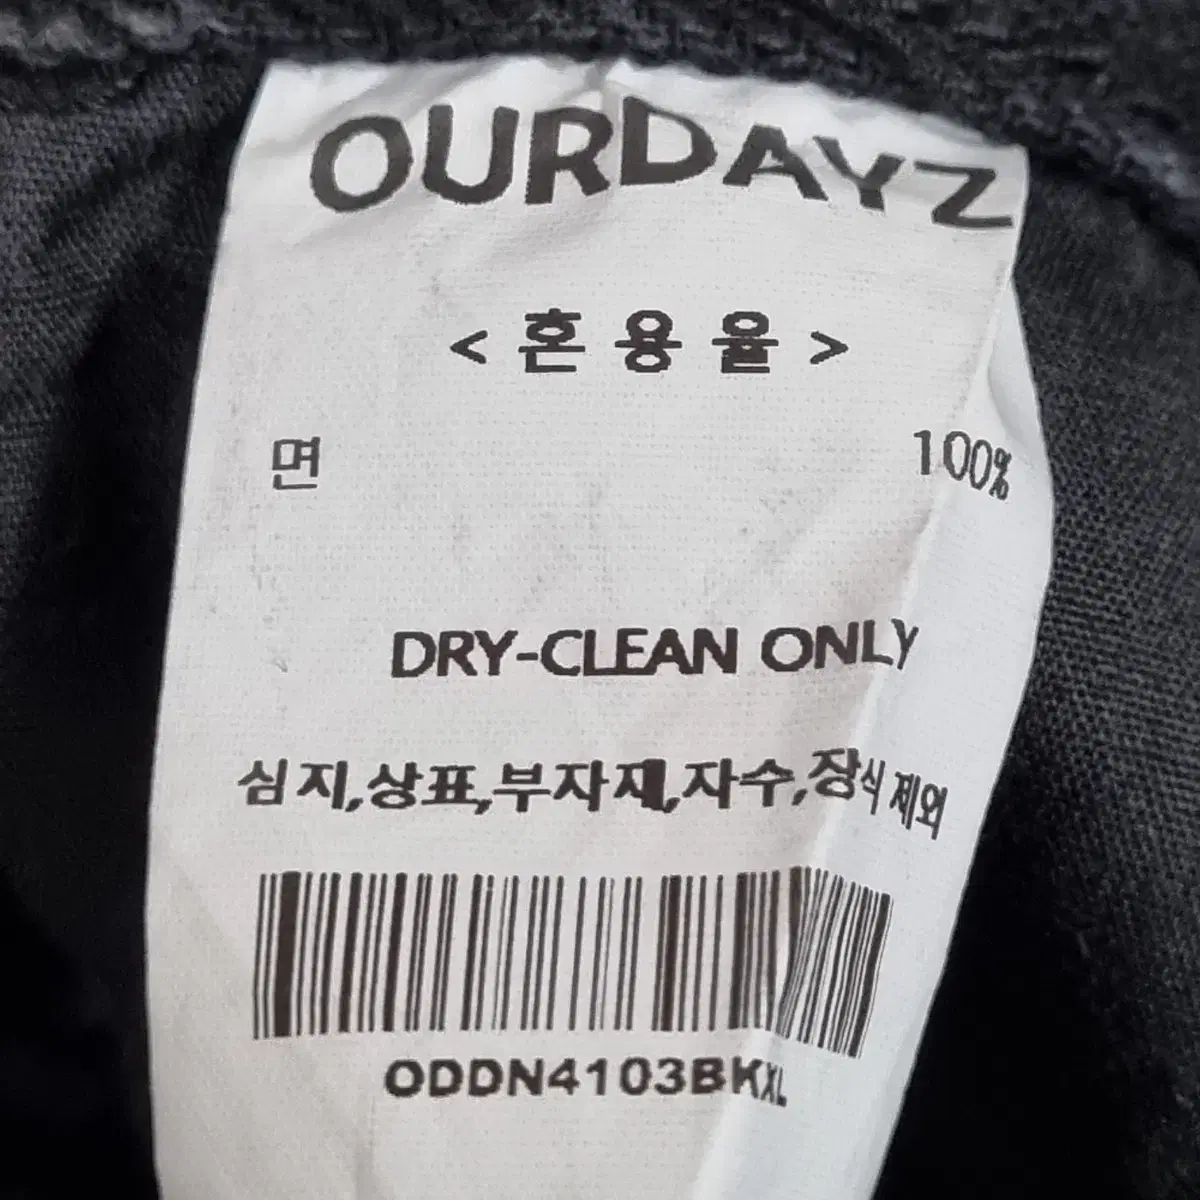 OURDAYZ
< 혼 용 율 >
면 100%
DRY-CLEAN ONLY
심지,상표,부자재,자수,장식 제외
ODDN4103BKXL